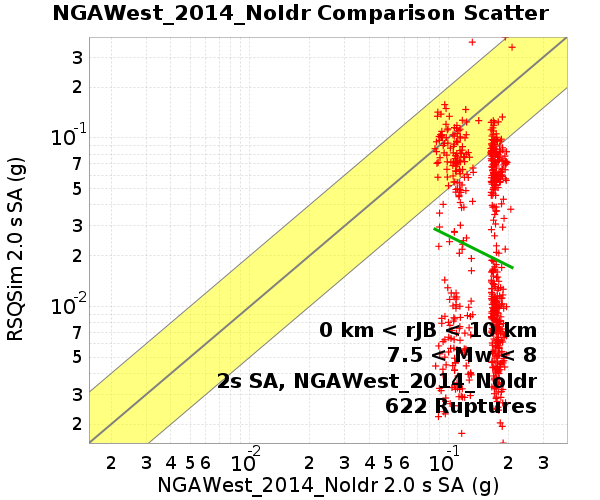 NGAWest_2014_NoIdr Comparison Scatter
RSQSim 2.0 s SA (g)
3
2
10-1
7
5
3
2
10-2
7
5
3
2
0 km < rJB < 10 km
7.5 < Mw < 8
2s SA, NGAWest_2014_NoIdr
622 Ruptures
2 3 4 5 6 10-2 2 3 4 5 6 10-1 2 3
NGAWest_2014_NoIdr 2.0 s SA (g)